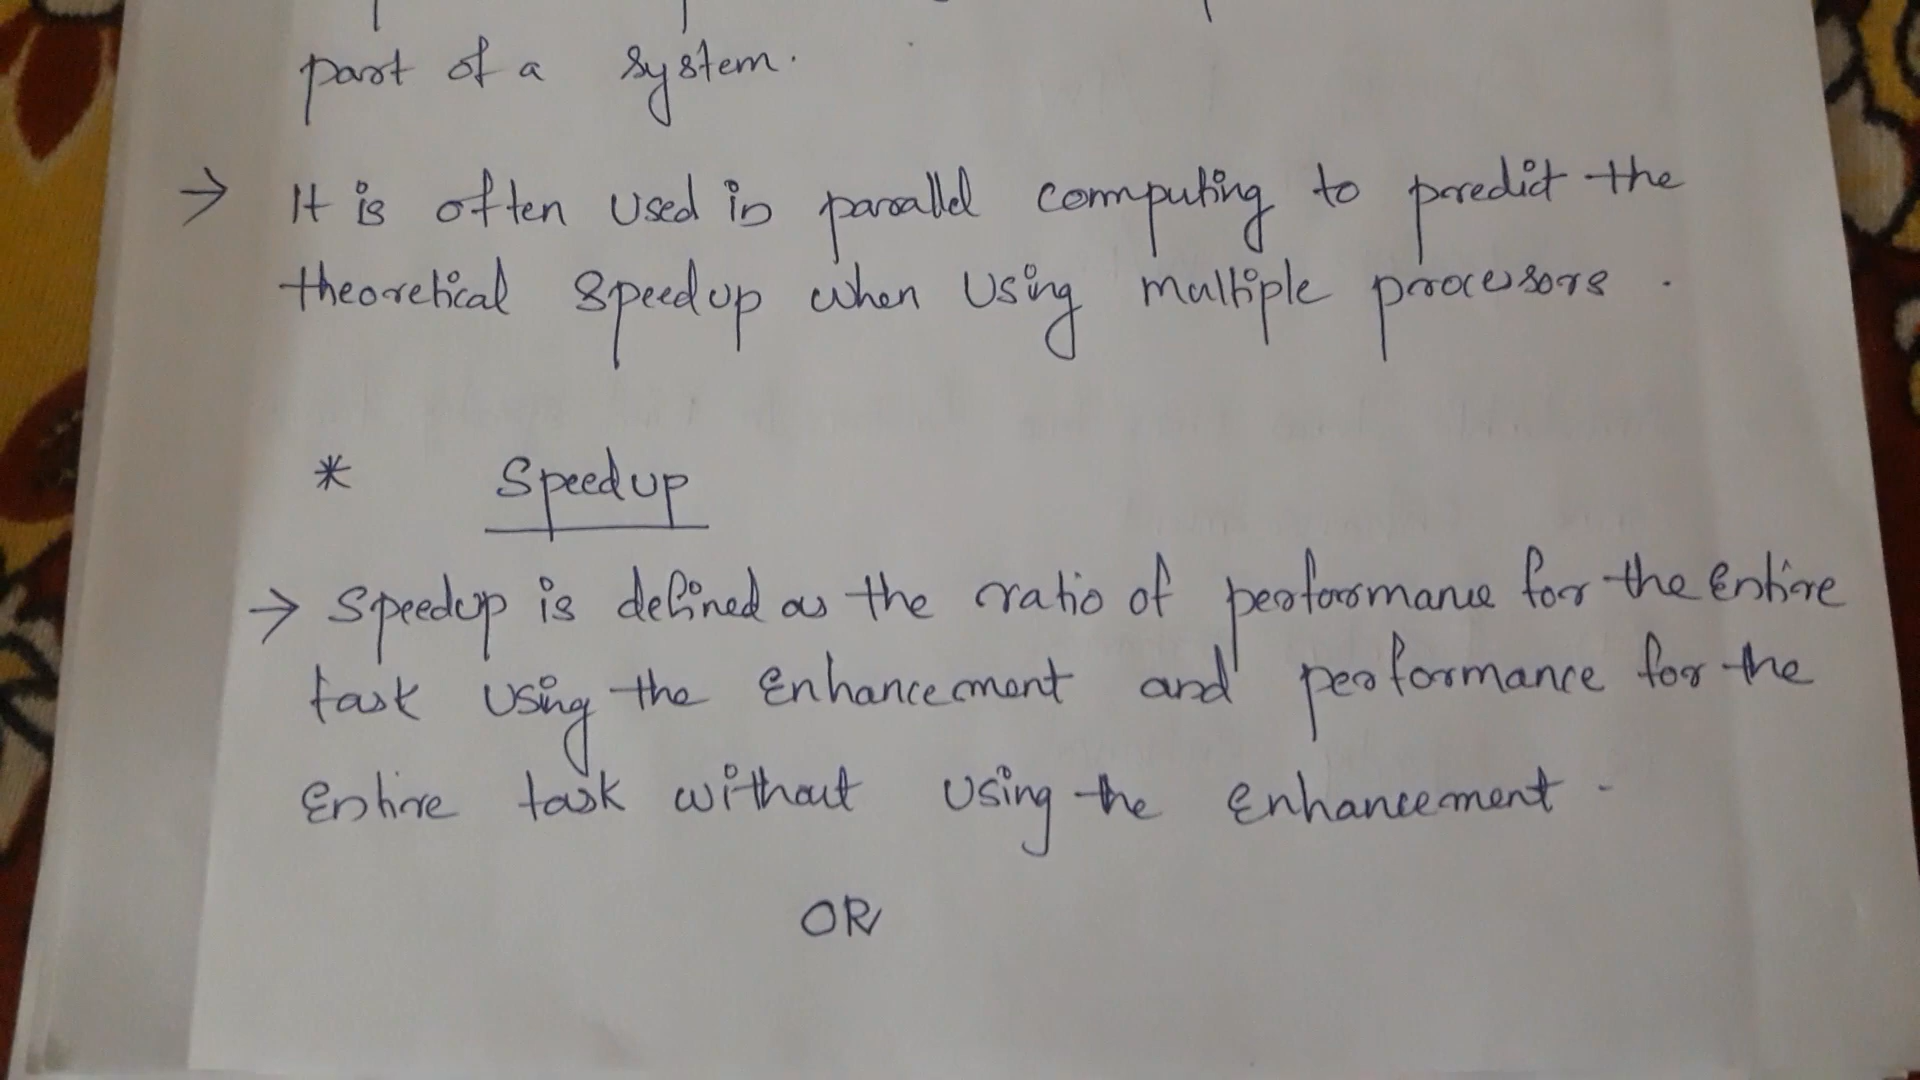 part of a system.
→ It is often used in parallel computing to predict the
theoretical speedup when using multiple processors.
* Speedup
→ Speedup is defined as the ratio of performance for the entire
task using the enhancement and performance for the
entire task without using the enhancement.
OR